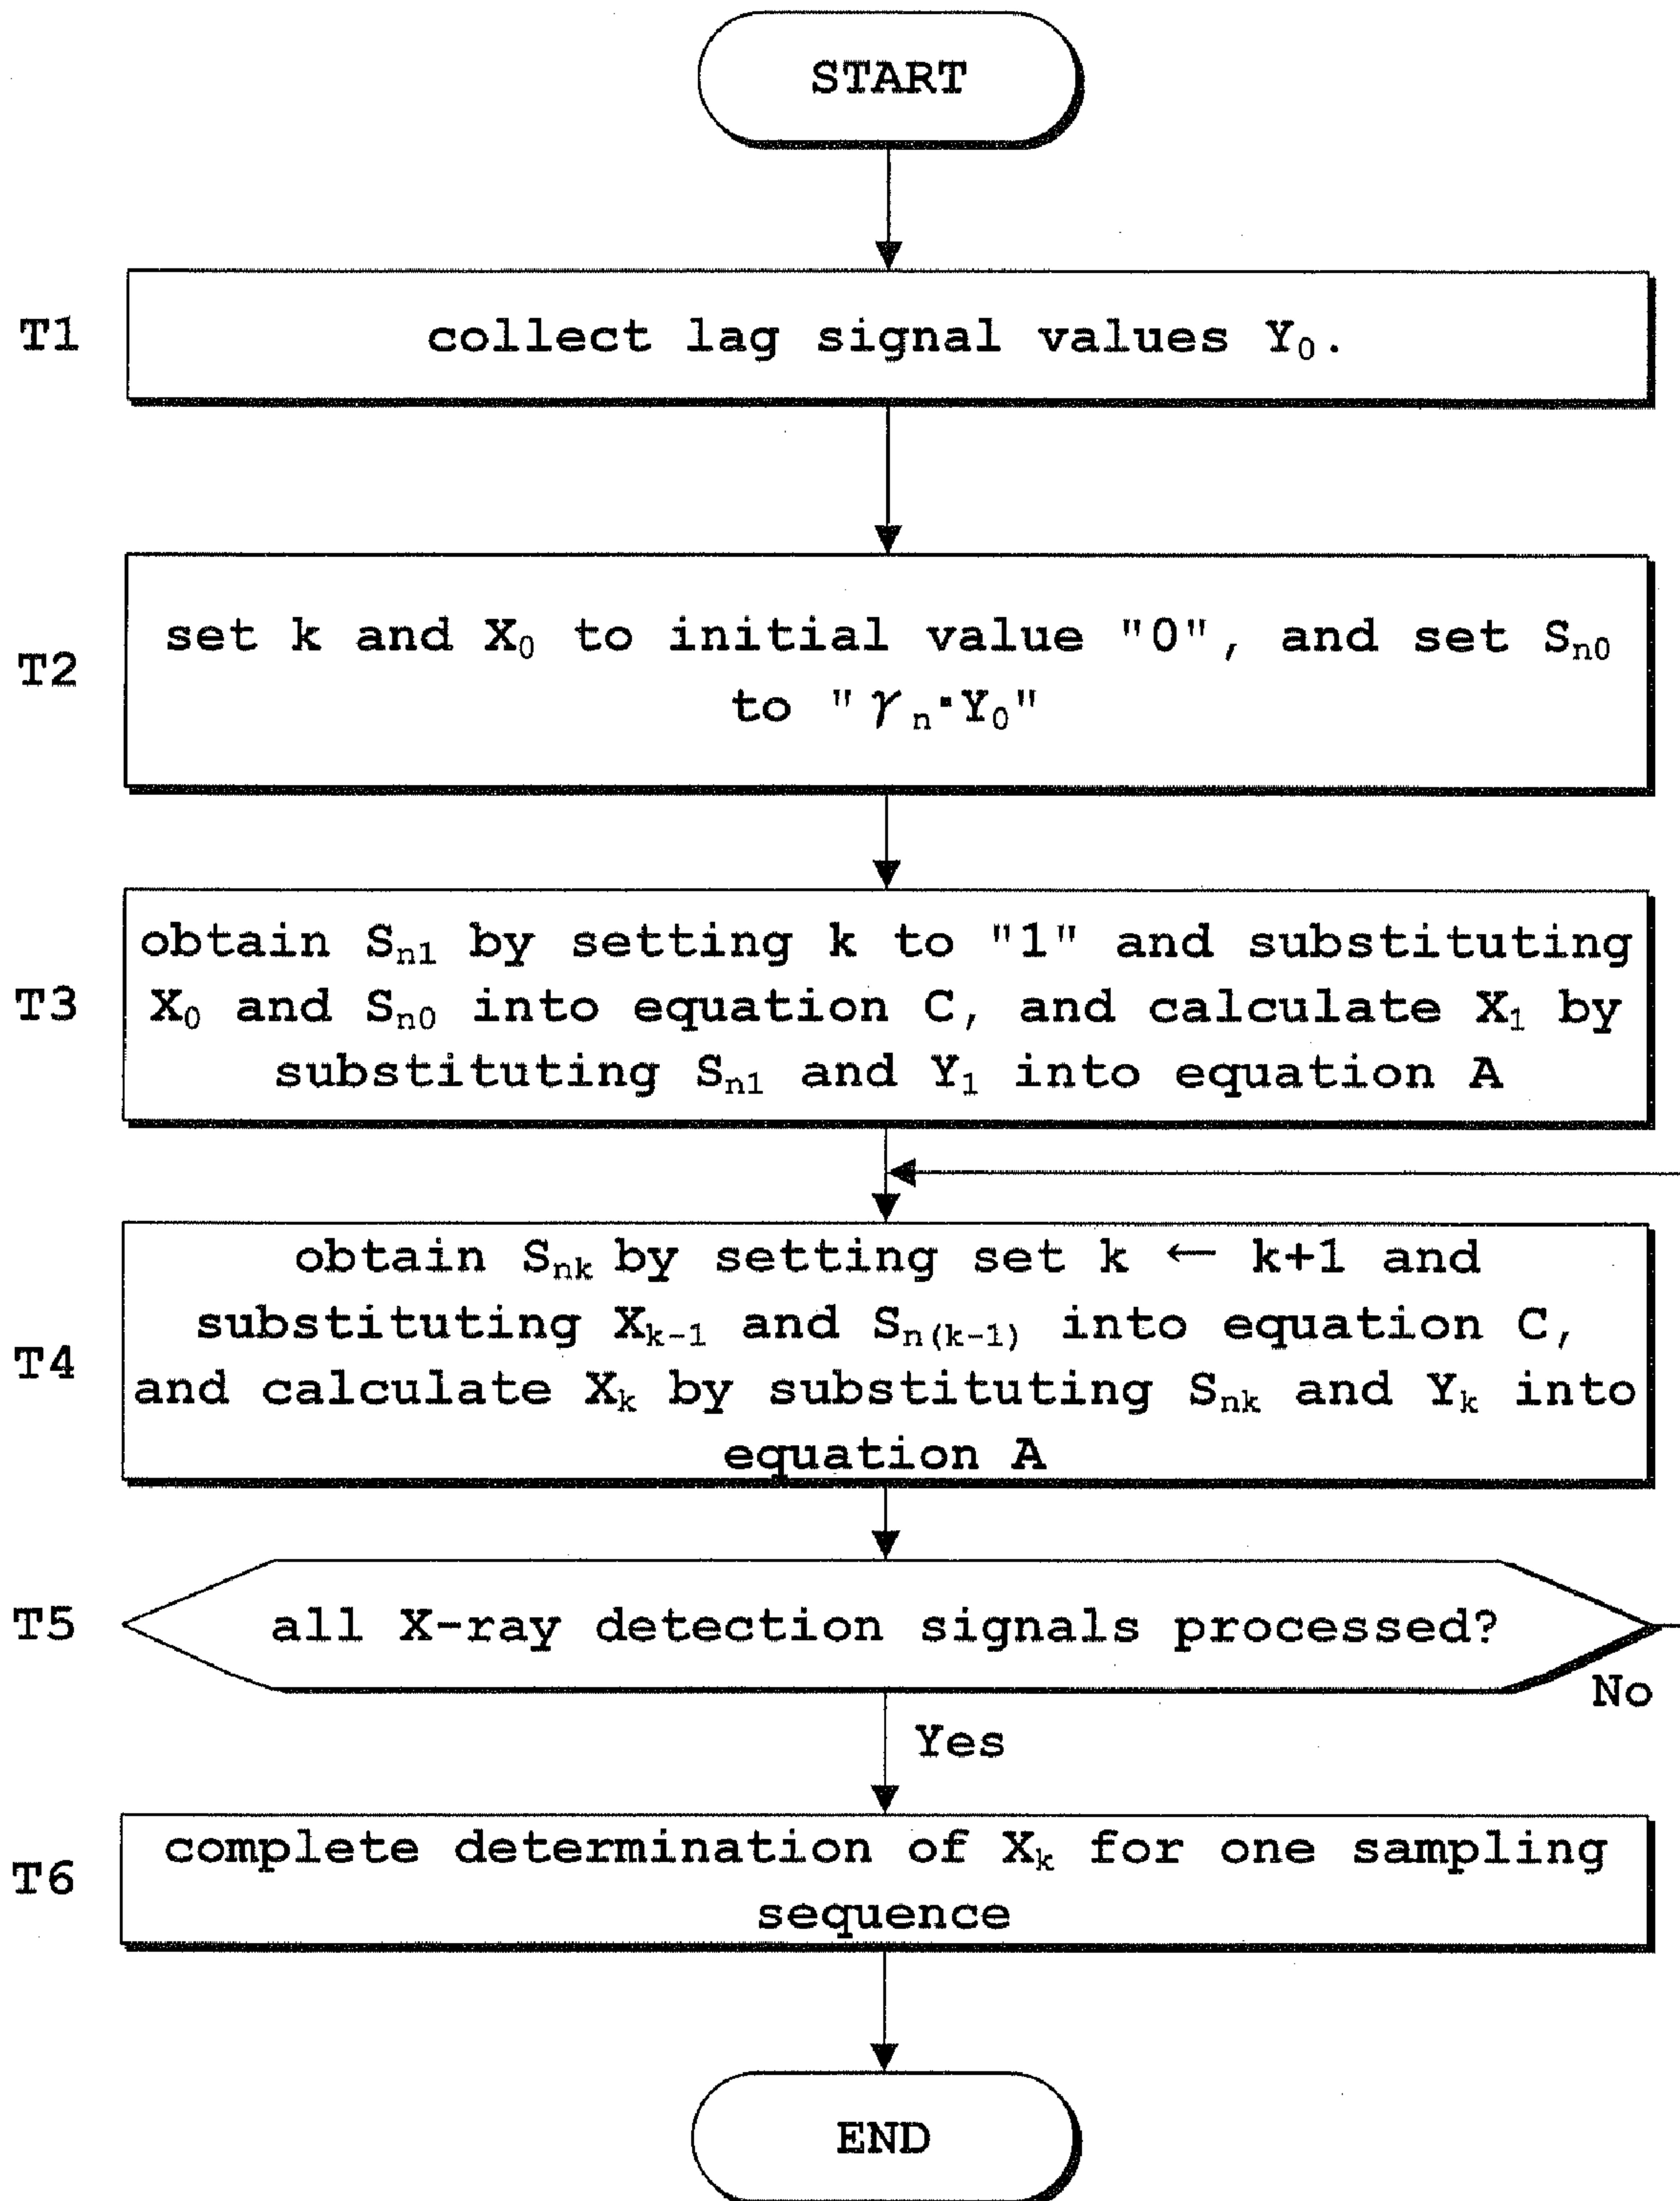 START
T1
collect lag signal values Y₀.
T2
set k and X₀ to initial value "0", and set Sₙ₀
to "γₙ·Y₀"
T3
obtain Sₙ₁ by setting k to "1" and substituting
X₀ and Sₙ₀ into equation C, and calculate X₁ by
substituting Sₙ₁ and Y₁ into equation A
T4
obtain Sₙₖ by setting set k ← k+1 and
substituting Xₖ₋₁ and Sₙ₍ₖ₋₁₎ into equation C,
and calculate Xₖ by substituting Sₙₖ and Yₖ into
equation A
T5
all X-ray detection signals processed?
No
Yes
T6
complete determination of Xₖ for one sampling
sequence
END